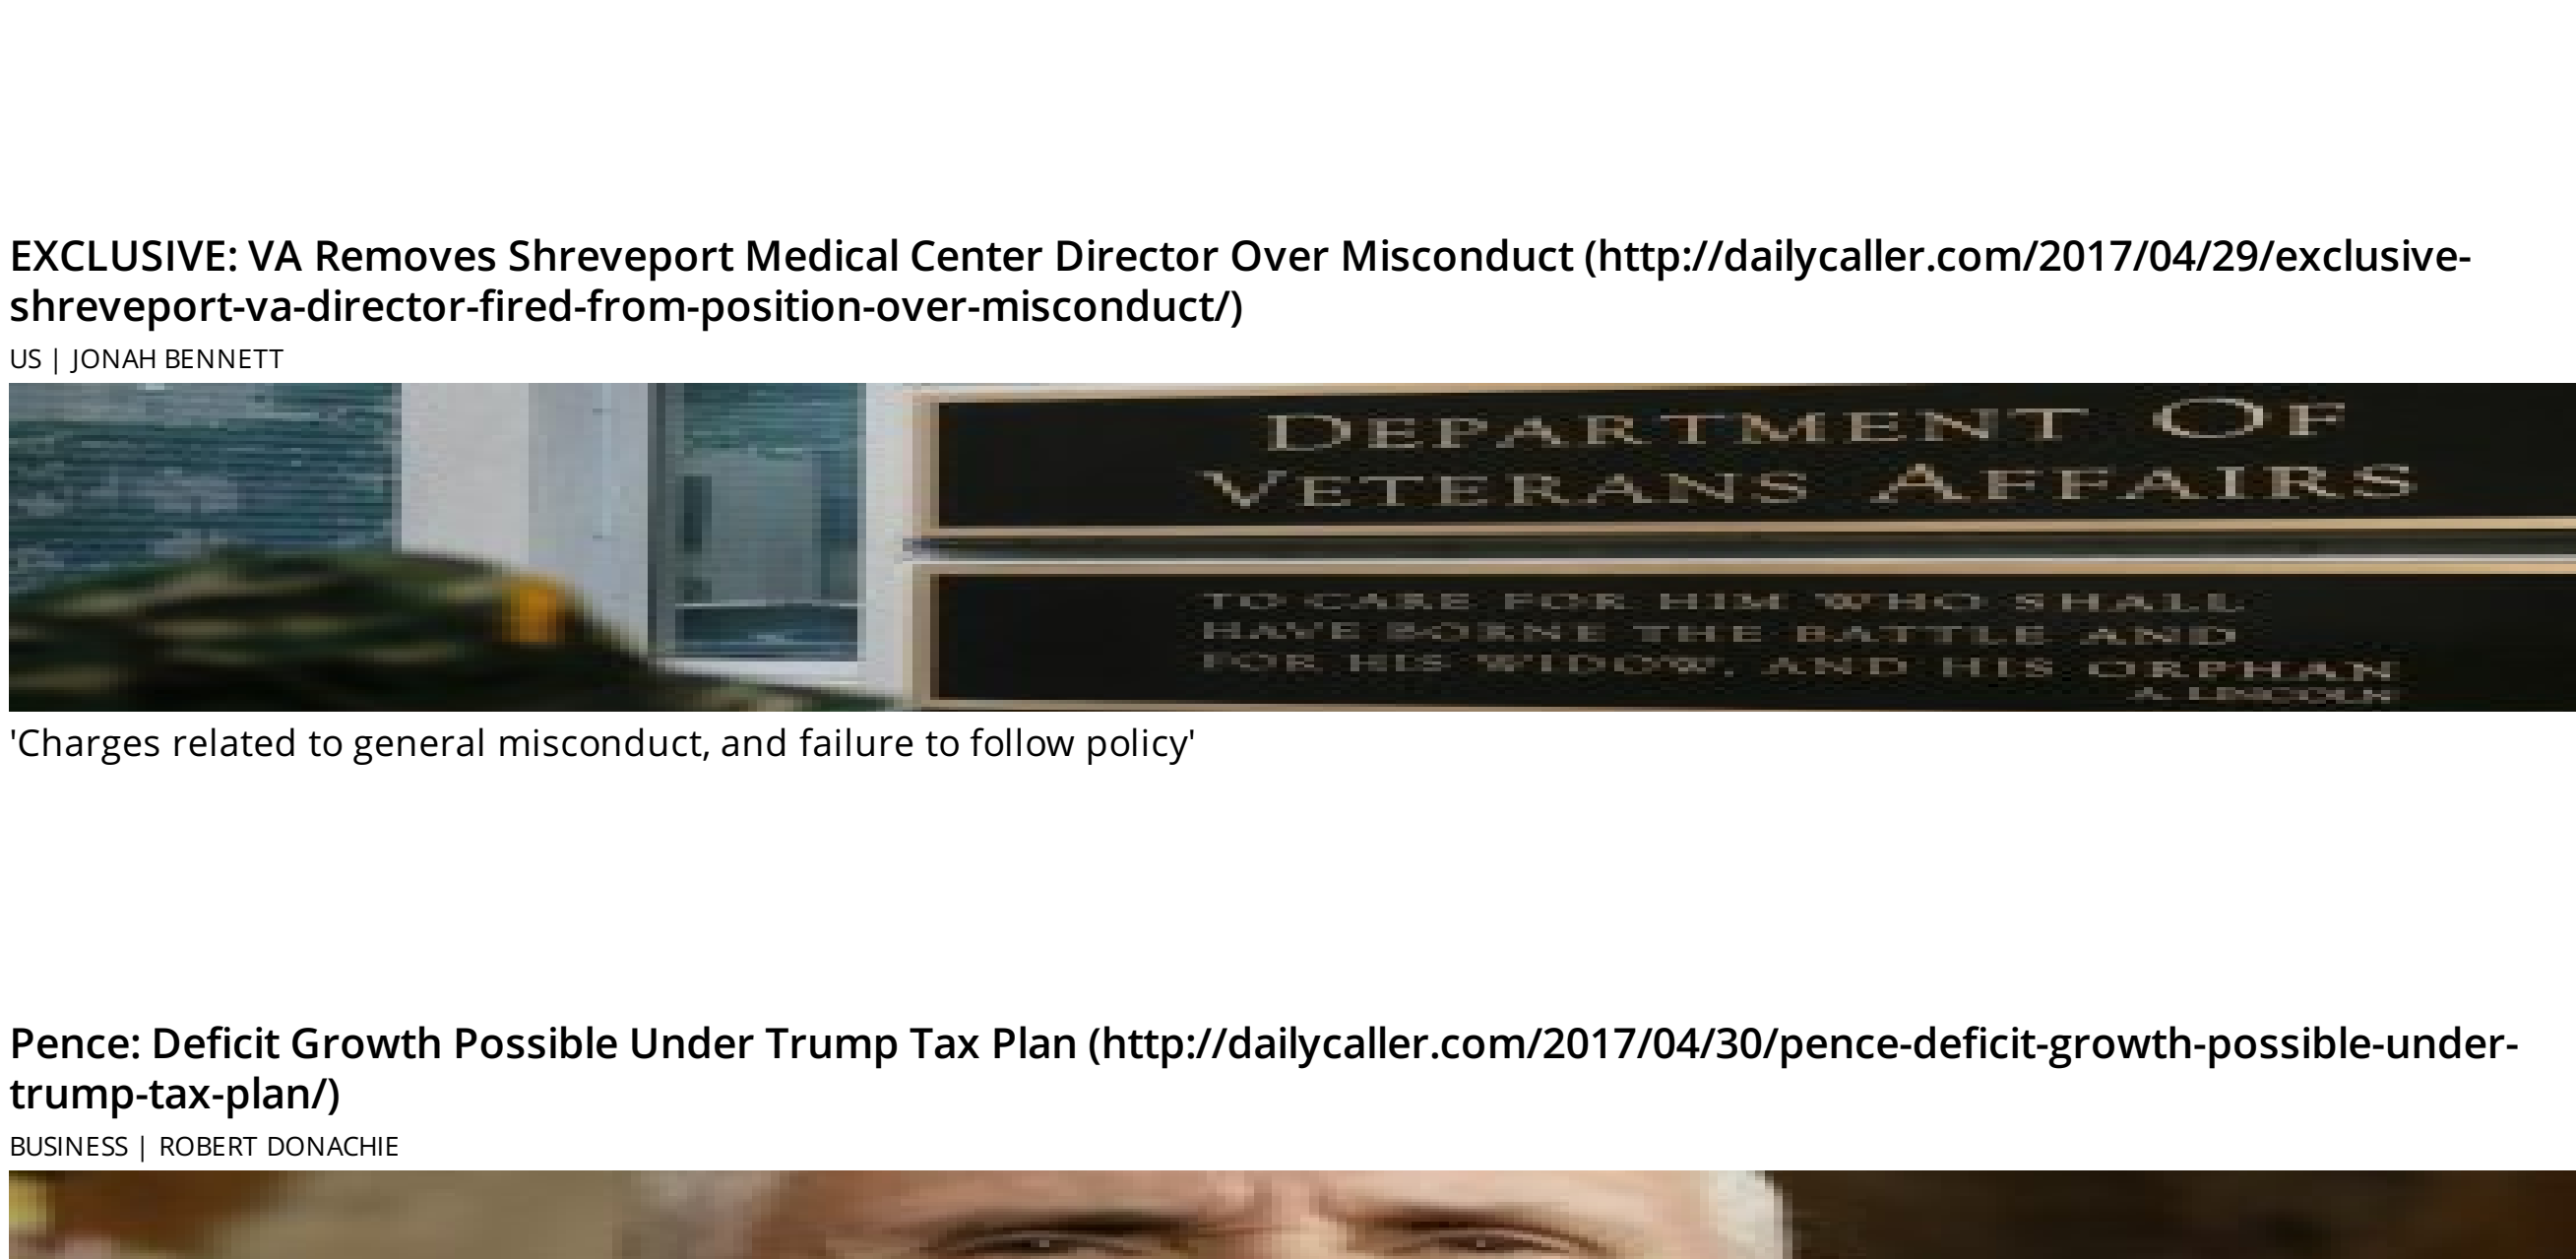 EXCLUSIVE: VA Removes Shreveport Medical Center Director Over Misconduct (http://dailycaller.com/2017/04/29/exclusive-
shreveport-va-director-fired-from-position-over-misconduct/)
US | JONAH BENNETT
DEPARTMENT OF
VETERANS AFFAIRS
TO CARE FOR HIM WHO SHALL
HAVE BORNE THE BATTLE AND
FOR HIS WIDOW, AND HIS ORPHAN
A. LINCOLN
'Charges related to general misconduct, and failure to follow policy'
Pence: Deficit Growth Possible Under Trump Tax Plan (http://dailycaller.com/2017/04/30/pence-deficit-growth-possible-under-
trump-tax-plan/)
BUSINESS | ROBERT DONACHIE